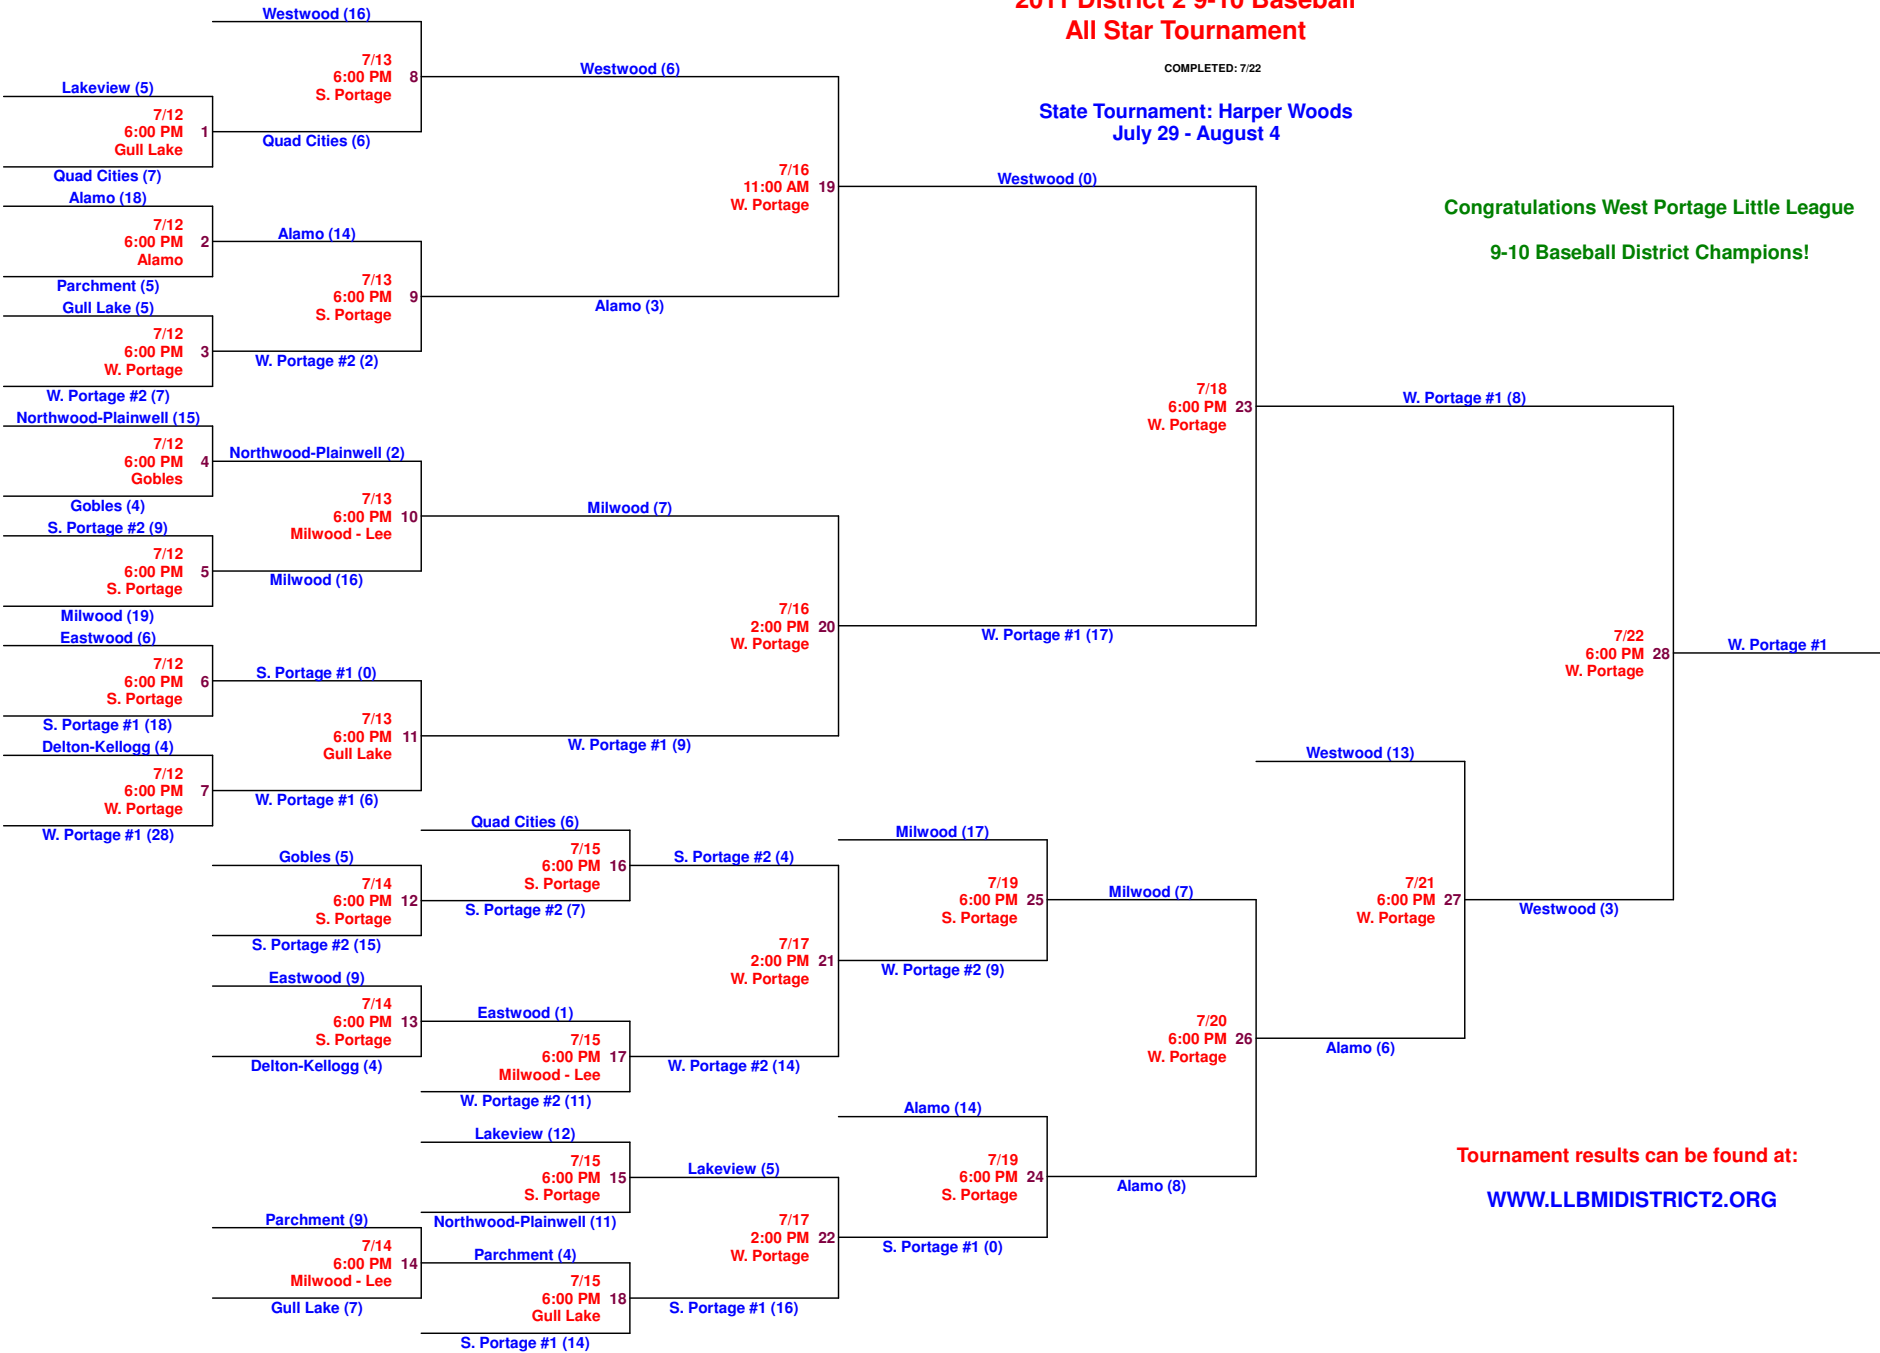 2011 District 2 9-10 Baseball
All Star Tournament
COMPLETED: 7/22
State Tournament: Harper Woods
July 29 - August 4
Congratulations West Portage Little League
9-10 Baseball District Champions!
Westwood (16)
7/13
6:00 PM 8
S. Portage
Lakeview (5)
7/12
6:00 PM 1
Gull Lake
Quad Cities (7)
Quad Cities (6)
Westwood (6)
Alamo (18)
7/12
6:00 PM 2
Alamo
Parchment (5)
Alamo (14)
7/13
6:00 PM 9
S. Portage
Gull Lake (5)
7/12
6:00 PM 3
W. Portage
W. Portage #2 (7)
W. Portage #2 (2)
Alamo (3)
7/16
11:00 AM 19
W. Portage
Westwood (0)
Northwood-Plainwell (15)
7/12
6:00 PM 4
Gobles
Gobles (4)
Northwood-Plainwell (2)
7/13
6:00 PM 10
Milwood - Lee
S. Portage #2 (9)
7/12
6:00 PM 5
S. Portage
Milwood (19)
Milwood (16)
Milwood (7)
7/16
2:00 PM 20
W. Portage
Eastwood (6)
7/12
6:00 PM 6
S. Portage
S. Portage #1 (18)
S. Portage #1 (0)
7/13
6:00 PM 11
Gull Lake
Delton-Kellogg (4)
7/12
6:00 PM 7
W. Portage
W. Portage #1 (28)
W. Portage #1 (6)
W. Portage #1 (9)
W. Portage #1 (17)
7/18
6:00 PM 23
W. Portage
W. Portage #1 (8)
7/22
6:00 PM 28
W. Portage
W. Portage #1
Gobles (5)
7/14
6:00 PM 12
S. Portage
S. Portage #2 (15)
Quad Cities (6)
7/15
6:00 PM 16
S. Portage
S. Portage #2 (7)
S. Portage #2 (4)
7/17
2:00 PM 21
W. Portage
Eastwood (9)
7/14
6:00 PM 13
S. Portage
Delton-Kellogg (4)
Eastwood (1)
7/15
6:00 PM 17
Milwood - Lee
W. Portage #2 (11)
W. Portage #2 (14)
Milwood (17)
7/19
6:00 PM 25
S. Portage
W. Portage #2 (9)
Milwood (7)
7/20
6:00 PM 26
W. Portage
Westwood (13)
7/21
6:00 PM 27
W. Portage
Alamo (6)
Westwood (3)
Lakeview (12)
7/15
6:00 PM 15
S. Portage
Northwood-Plainwell (11)
Lakeview (5)
7/17
2:00 PM 22
W. Portage
Parchment (9)
7/14
6:00 PM 14
Milwood - Lee
Gull Lake (7)
Parchment (4)
7/15
6:00 PM 18
Gull Lake
S. Portage #1 (14)
S. Portage #1 (16)
Alamo (14)
7/19
6:00 PM 24
S. Portage
S. Portage #1 (0)
Alamo (8)
Tournament results can be found at:
WWW.LLBMIDISTRICT2.ORG